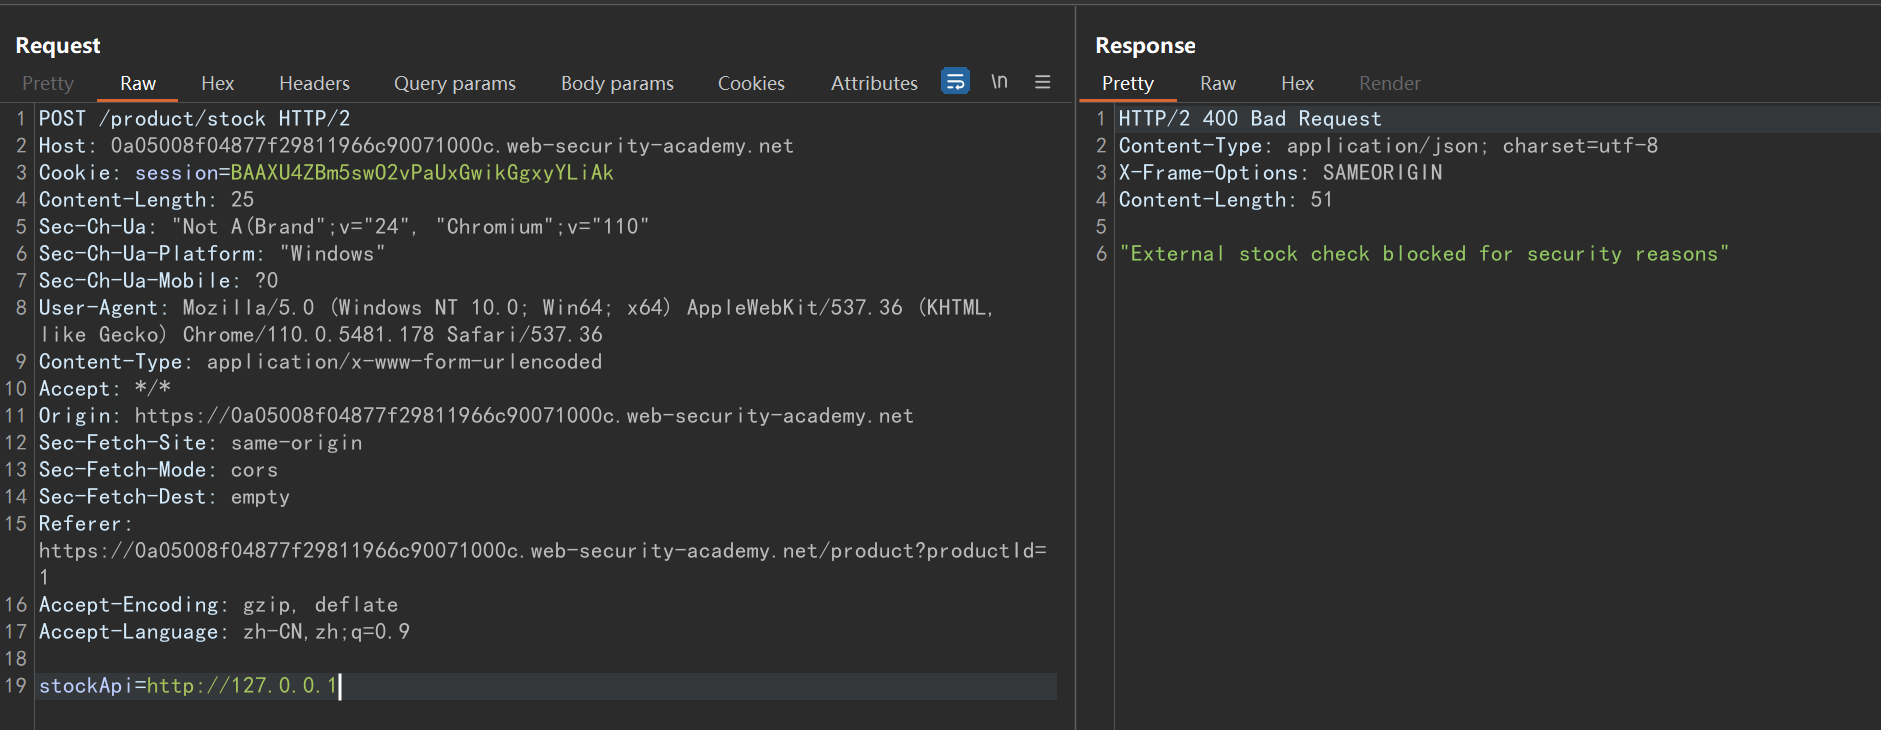 Request
Pretty Raw Hex Headers Query params Body params Cookies Attributes \n
1 POST /product/stock HTTP/2
2 Host: 0a05008f04877f29811966c90071000c.web-security-academy.net
3 Cookie: session=BAAXU4ZBm5swO2vPaUxGwikGgxyYLiAk
4 Content-Length: 25
5 Sec-Ch-Ua: "Not A(Brand";v="24", "Chromium";v="110"
6 Sec-Ch-Ua-Platform: "Windows"
7 Sec-Ch-Ua-Mobile: ?0
8 User-Agent: Mozilla/5.0 (Windows NT 10.0; Win64; x64) AppleWebKit/537.36 (KHTML,
like Gecko) Chrome/110.0.5481.178 Safari/537.36
9 Content-Type: application/x-www-form-urlencoded
10 Accept: */*
11 Origin: https://0a05008f04877f29811966c90071000c.web-security-academy.net
12 Sec-Fetch-Site: same-origin
13 Sec-Fetch-Mode: cors
14 Sec-Fetch-Dest: empty
15 Referer:
https://0a05008f04877f29811966c90071000c.web-security-academy.net/product?productId=
1
16 Accept-Encoding: gzip, deflate
17 Accept-Language: zh-CN,zh;q=0.9
18
19 stockApi=http://127.0.0.1
Response
Pretty Raw Hex Render
1 HTTP/2 400 Bad Request
2 Content-Type: application/json; charset=utf-8
3 X-Frame-Options: SAMEORIGIN
4 Content-Length: 51
5
6 "External stock check blocked for security reasons"